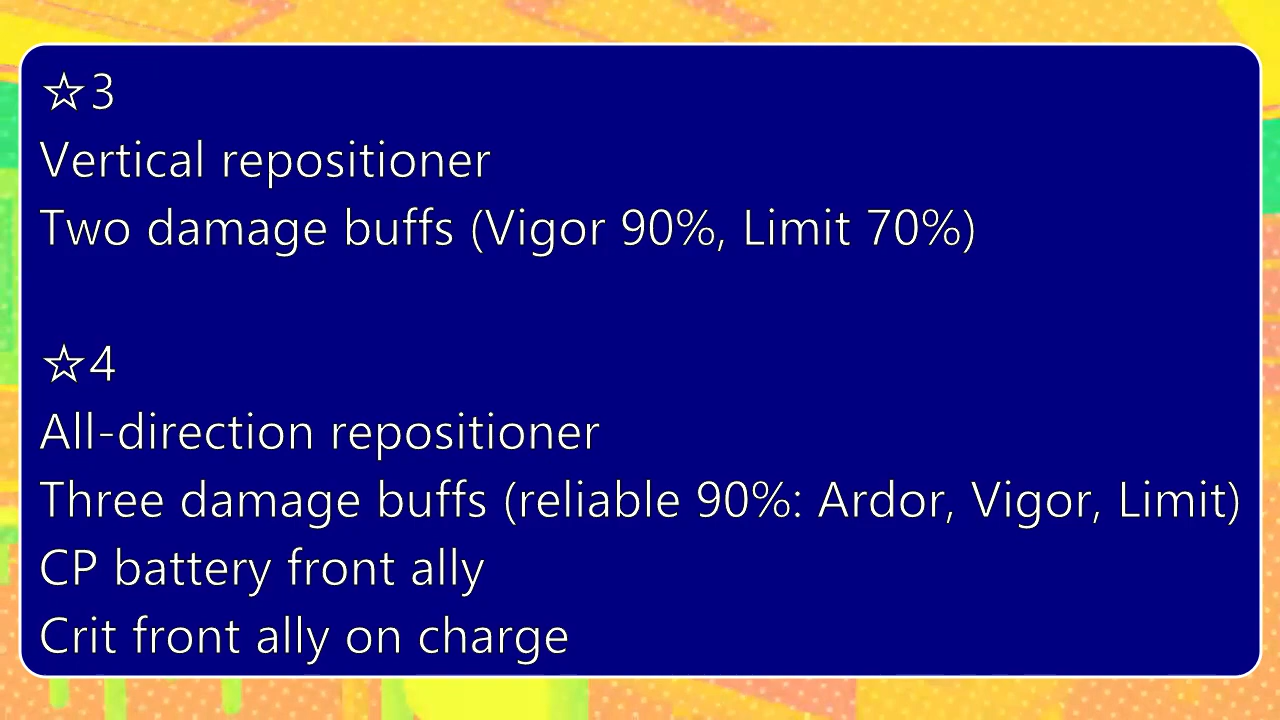 ☆3
Vertical repositioner
Two damage buffs (Vigor 90%, Limit 70%)
☆4
All-direction repositioner
Three damage buffs (reliable 90%: Ardor, Vigor, Limit)
CP battery front ally
Crit front ally on charge